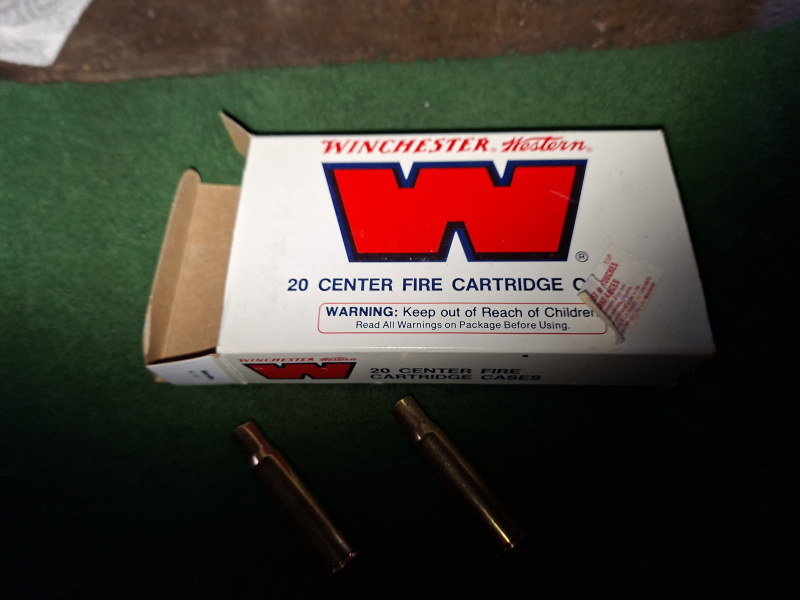 WINCHESTER® Western®
W
®
20 CENTER FIRE CARTRIDGE C
WARNING: Keep out of Reach of Children.
Read All Warnings on Package Before Using.
WINCHESTER Western
W
20 CENTER FIRE
CARTRIDGE CASES